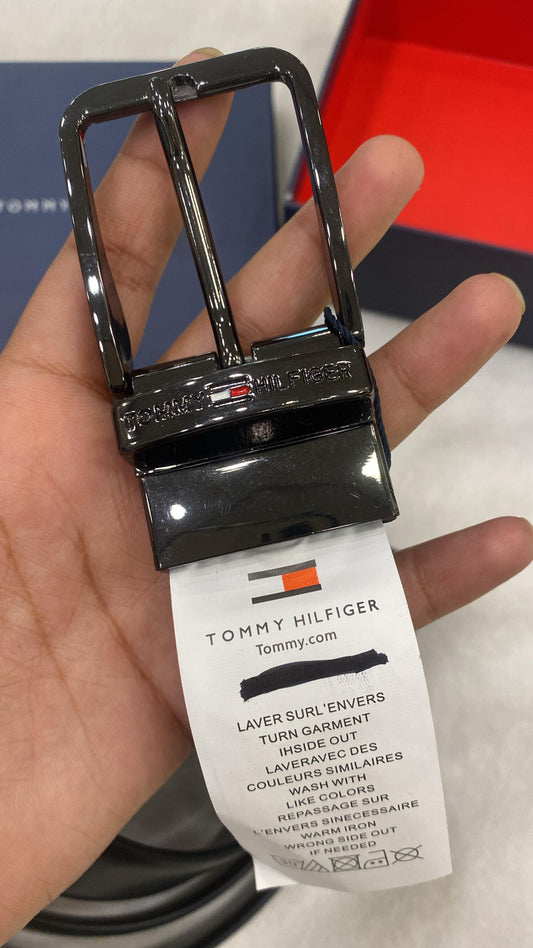 TOMMY
TOMMY HILFIGER
TOMMY HILFIGER
Tommy.com
LAVER SURL'ENVERS
TURN GARMENT
IHSIDE OUT
LAVERAVEC DES
COULEURS SIMILAIRES
WASH WITH
LIKE COLORS
REPASSAGE SUR
L'ENVERS SINECESSAIRE
WARM IRON
WRONG SIDE OUT
IF NEEDED